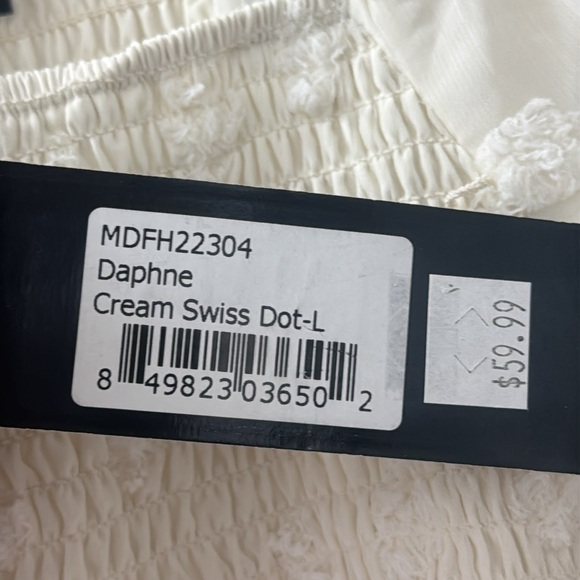 MDFH22304
Daphne
Cream Swiss Dot-L
8 49823 03650 2
$59.99